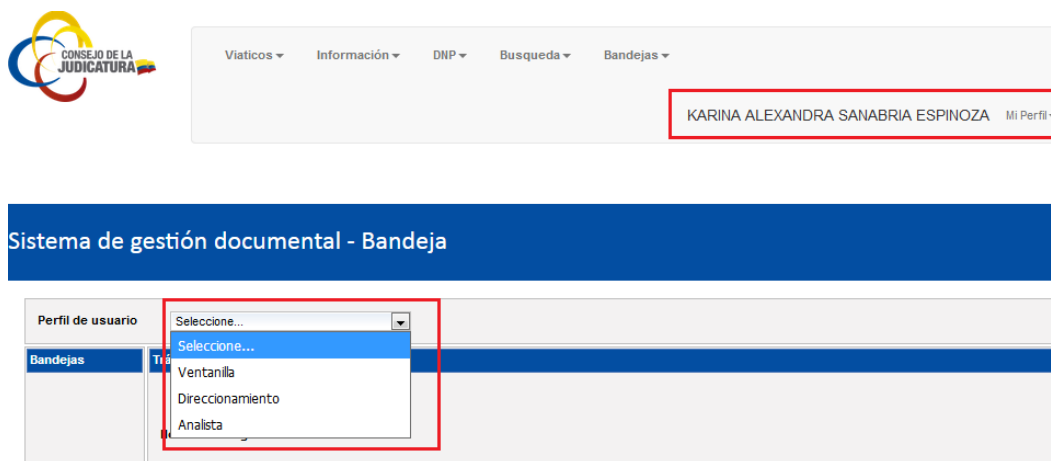 CONSEJO DE LA
JUDICATURA
Viaticos Información DNP Busqueda Bandejas
KARINA ALEXANDRA SANABRIA ESPINOZA Mi Perfil
Sistema de gestión documental - Bandeja
Perfil de usuario Seleccione...
Seleccione...
Bandejas
Ventanilla
Direccionamiento
Analista